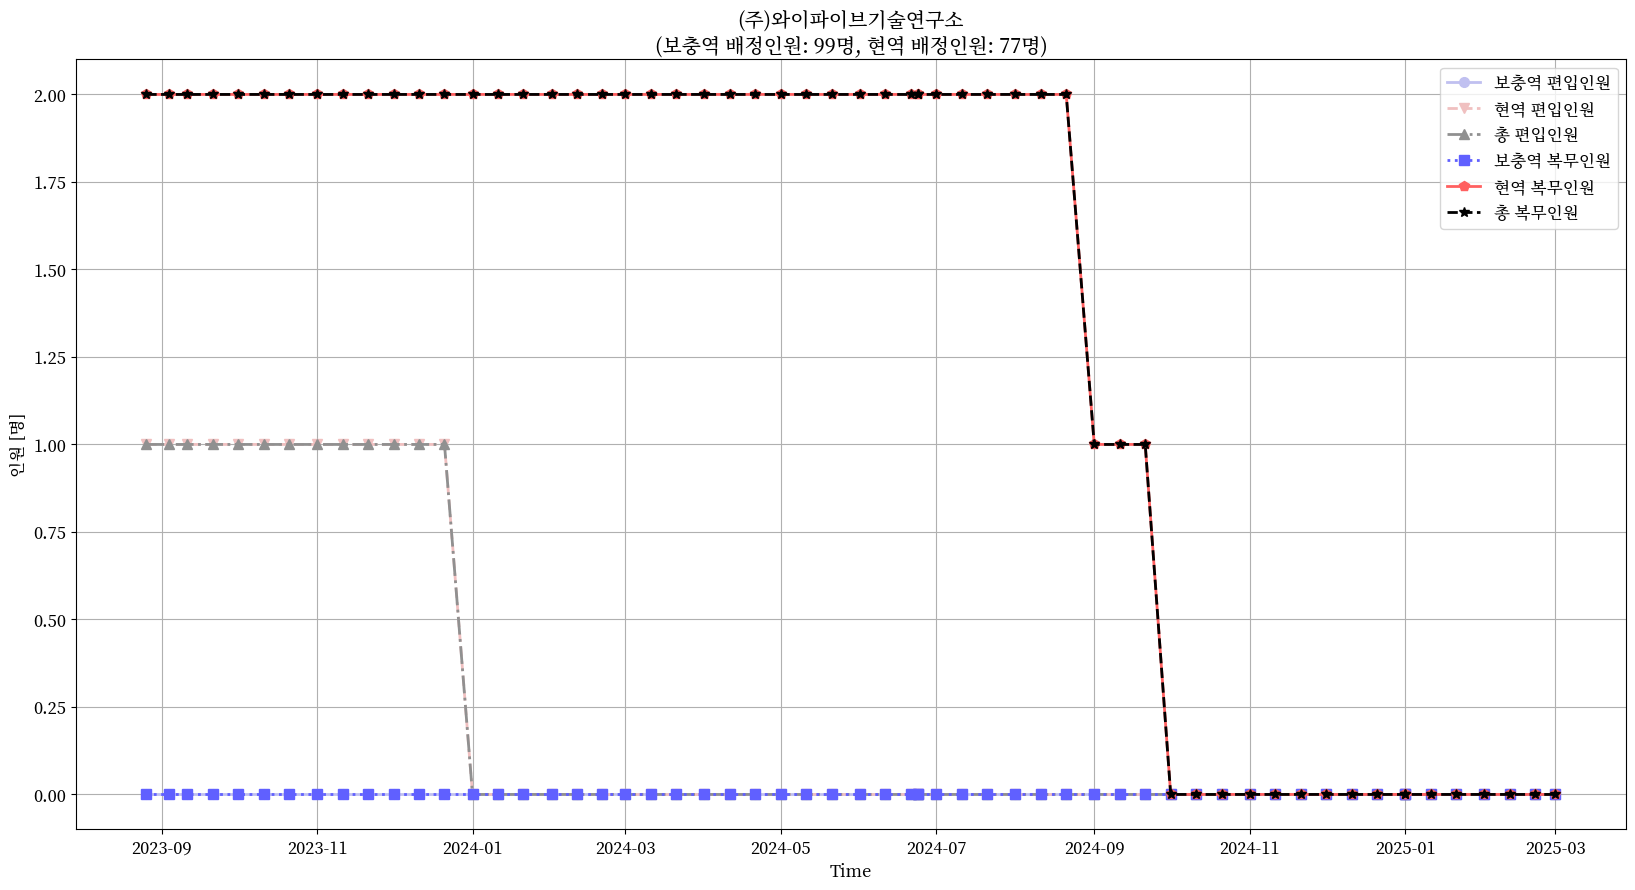 (주)와이파이브기술연구소
(보충역 배정인원: 99명, 현역 배정인원: 77명)
보충역 편입인원
현역 편입인원
총 편입인원
보충역 복무인원
현역 복무인원
총 복무인원
인원 [명]
2.00
1.75
1.50
1.25
1.00
0.75
0.50
0.25
0.00
2023-09 2023-11 2024-01 2024-03 2024-05 2024-07 2024-09 2024-11 2025-01 2025-03
Time